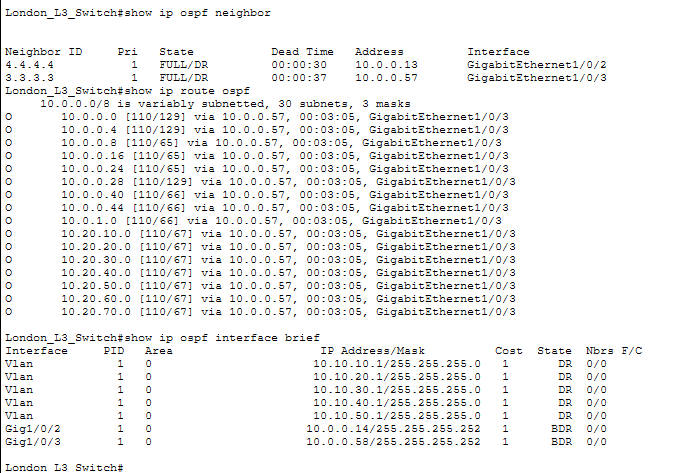 London_L3_Switch#show ip ospf neighbor
Neighbor ID Pri State Dead Time Address Interface
4.4.4.4 1 FULL/DR 00:00:30 10.0.0.13 GigabitEthernet1/0/2
3.3.3.3 1 FULL/DR 00:00:37 10.0.0.57 GigabitEthernet1/0/3
London_L3_Switch#show ip route ospf
10.0.0.0/8 is variably subnetted, 30 subnets, 3 masks
O 10.0.0.0 [110/129] via 10.0.0.57, 00:03:05, GigabitEthernet1/0/3
O 10.0.0.4 [110/129] via 10.0.0.57, 00:03:05, GigabitEthernet1/0/3
O 10.0.0.8 [110/65] via 10.0.0.57, 00:03:05, GigabitEthernet1/0/3
O 10.0.0.16 [110/65] via 10.0.0.57, 00:03:05, GigabitEthernet1/0/3
O 10.0.0.24 [110/65] via 10.0.0.57, 00:03:05, GigabitEthernet1/0/3
O 10.0.0.28 [110/129] via 10.0.0.57, 00:03:05, GigabitEthernet1/0/3
O 10.0.0.40 [110/66] via 10.0.0.57, 00:03:05, GigabitEthernet1/0/3
O 10.0.0.44 [110/66] via 10.0.0.57, 00:03:05, GigabitEthernet1/0/3
O 10.0.1.0 [110/66] via 10.0.0.57, 00:03:05, GigabitEthernet1/0/3
O 10.20.10.0 [110/67] via 10.0.0.57, 00:03:05, GigabitEthernet1/0/3
O 10.20.20.0 [110/67] via 10.0.0.57, 00:03:05, GigabitEthernet1/0/3
O 10.20.30.0 [110/67] via 10.0.0.57, 00:03:05, GigabitEthernet1/0/3
O 10.20.40.0 [110/67] via 10.0.0.57, 00:03:05, GigabitEthernet1/0/3
O 10.20.50.0 [110/67] via 10.0.0.57, 00:03:05, GigabitEthernet1/0/3
O 10.20.60.0 [110/67] via 10.0.0.57, 00:03:05, GigabitEthernet1/0/3
O 10.20.70.0 [110/67] via 10.0.0.57, 00:03:05, GigabitEthernet1/0/3
London_L3_Switch#show ip ospf interface brief
Interface PID Area IP Address/Mask Cost State Nbrs F/C
Vlan 1 0 10.10.10.1/255.255.255.0 1 DR 0/0
Vlan 1 0 10.10.20.1/255.255.255.0 1 DR 0/0
Vlan 1 0 10.10.30.1/255.255.255.0 1 DR 0/0
Vlan 1 0 10.10.40.1/255.255.255.0 1 DR 0/0
Vlan 1 0 10.10.50.1/255.255.255.0 1 DR 0/0
Gig1/0/2 1 0 10.0.0.14/255.255.255.252 1 BDR 0/0
Gig1/0/3 1 0 10.0.0.58/255.255.255.252 1 BDR 0/0
London L3 Switch#